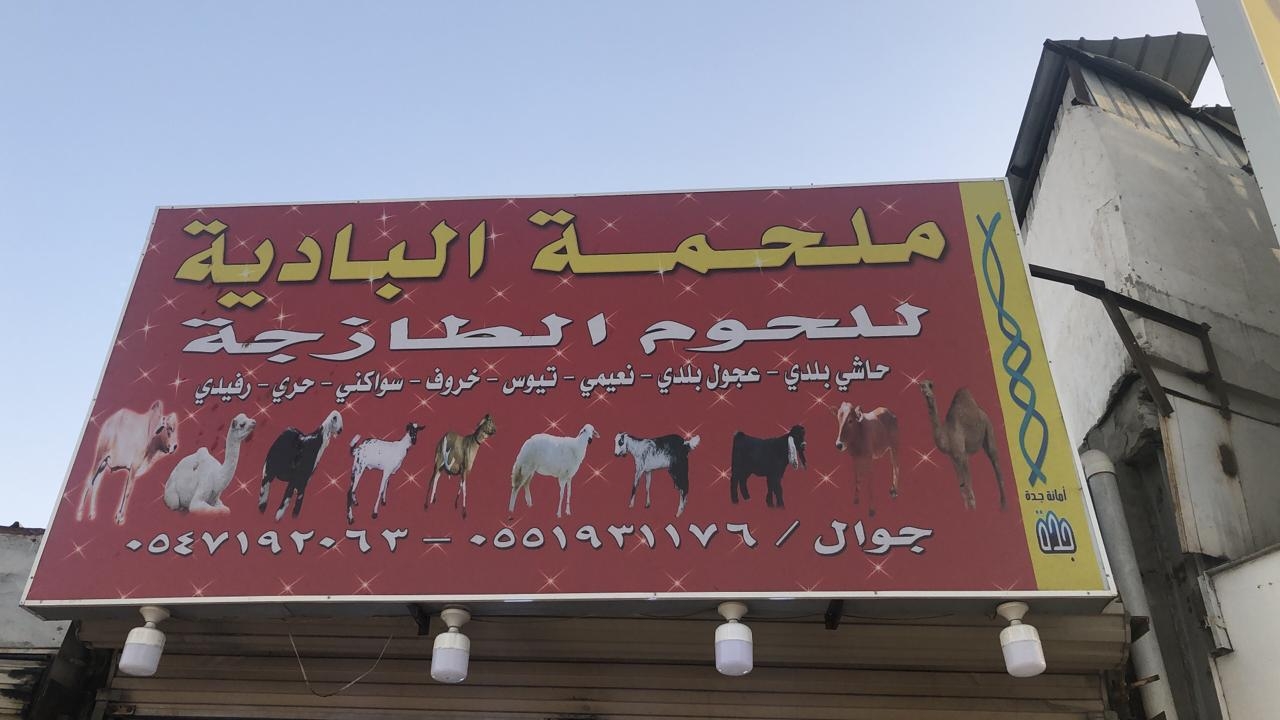 ملحمة البادية
للحوم الطازجة
حاشي بلدي - عجول بلدي - نعيمي - تيوس - خروف - سواكني - حري - رفيدي
جوال / ٠٥٥١٩٣١١٧٦ - ٠٥٤٧١٩٢٠٦٣
أمانة جدة
جدة